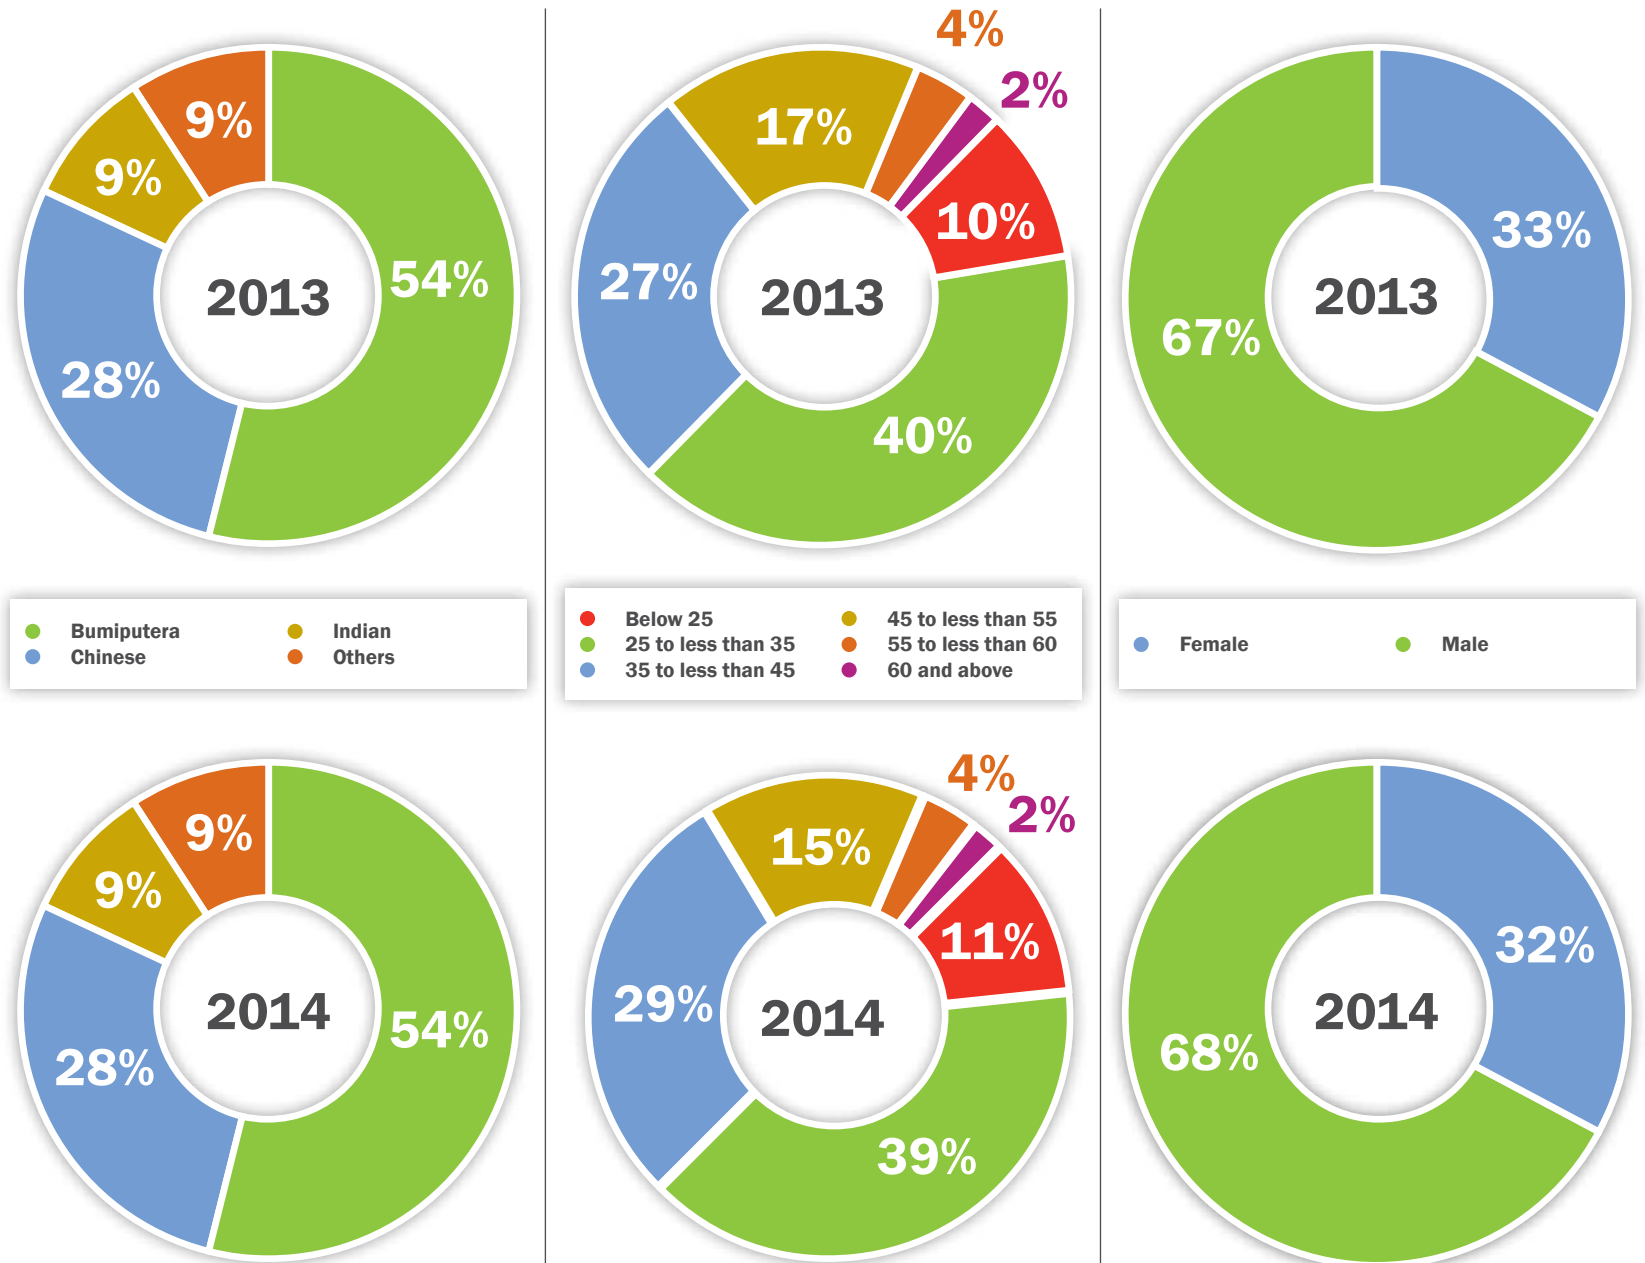 9%
9%
54%
28%
2013
4%
2%
17%
10%
27%
40%
2013
33%
67%
2013
Bumiputera
Chinese
Indian
Others
Below 25
25 to less than 35
35 to less than 45
45 to less than 55
55 to less than 60
60 and above
Female
Male
9%
9%
54%
28%
2014
4%
2%
15%
11%
29%
39%
2014
32%
68%
2014